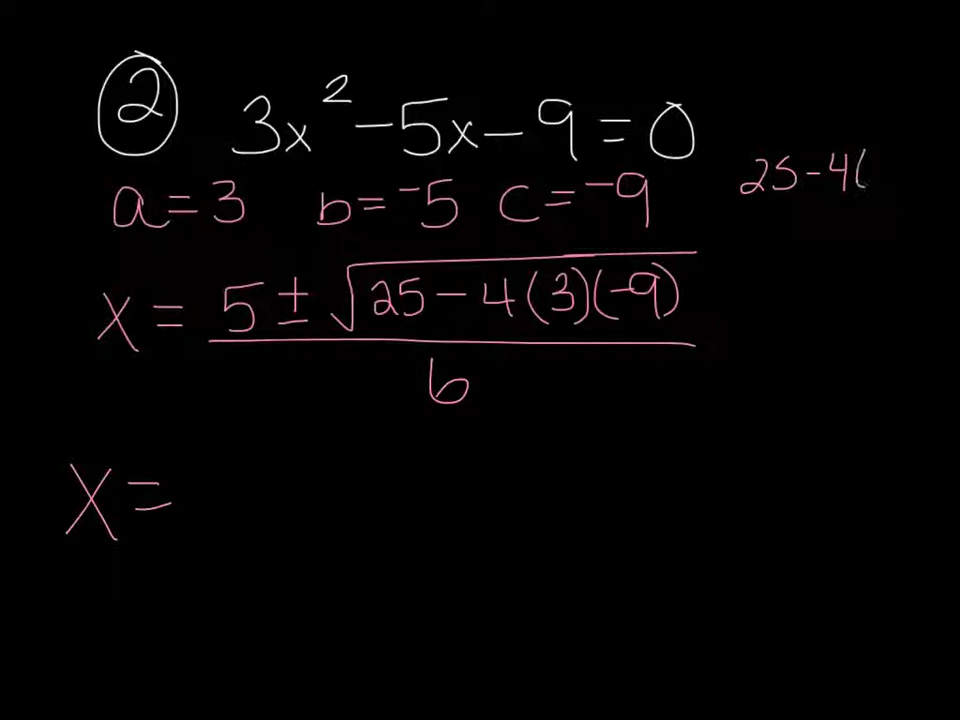 ② 3x² - 5x - 9 = 0
25 - 4(
a = 3 b = ⁻5 c = ⁻9
x = 5 ± √25 - 4(3)(-9)
6
x =